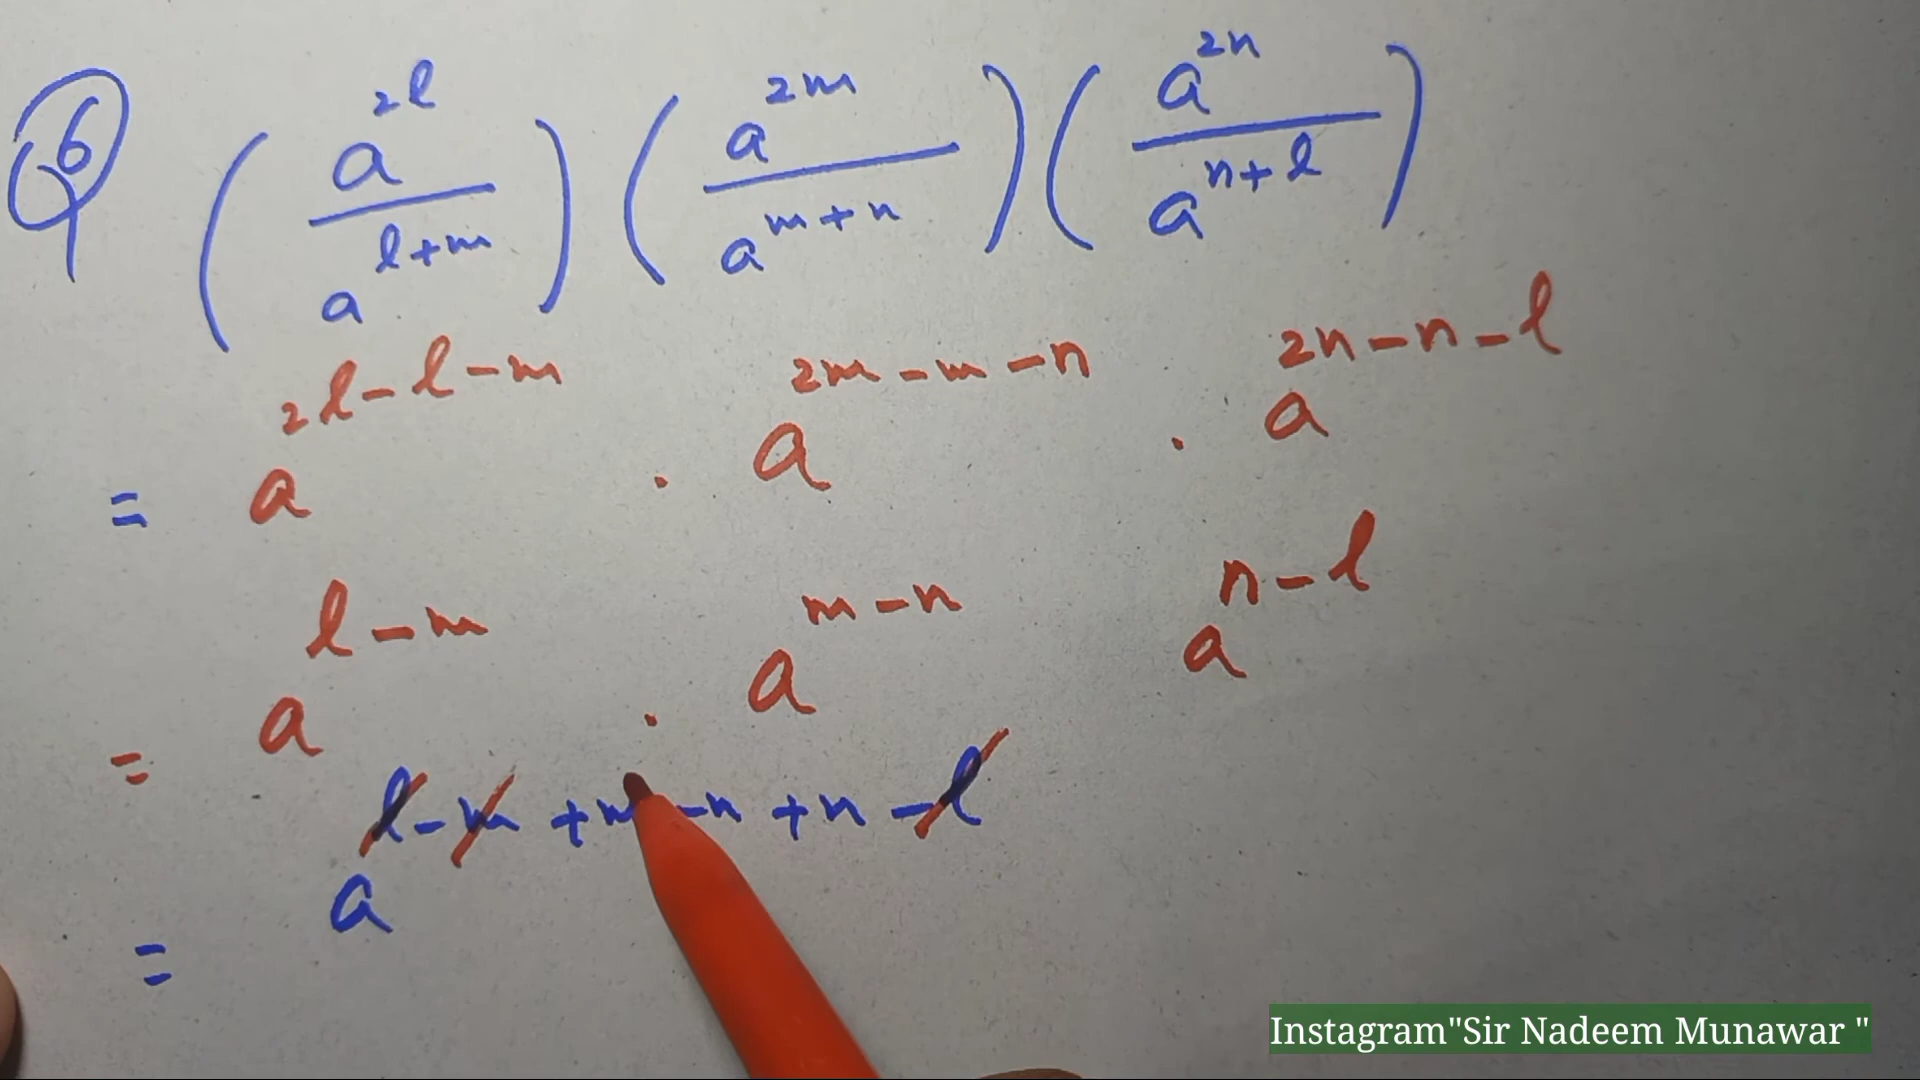 Q6 (a^2l / a^l+m) (a^2m / a^m+n) (a^2n / a^n+l)
= a^2l-l-m . a^2m-m-n . a^2n-n-l
= a^l-m . a^m-n a^n-l
= a^l-m+m-n+n-l
Instagram"Sir Nadeem Munawar "